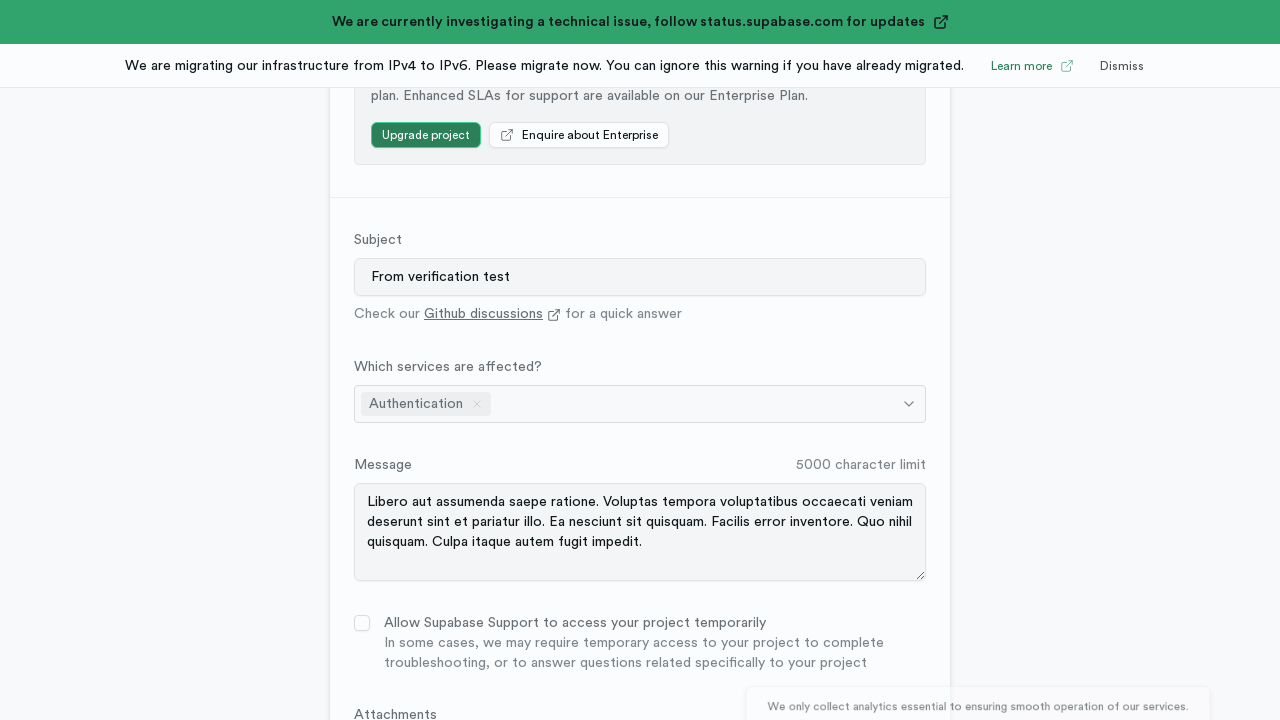 We are currently investigating a technical issue, follow status.supabase.com for updates
We are migrating our infrastructure from IPv4 to IPv6. Please migrate now. You can ignore this warning if you have already migrated. Learn more Dismiss
plan. Enhanced SLAs for support are available on our Enterprise Plan.
Upgrade project Enquire about Enterprise
Subject
From verification test
Check our Github discussions for a quick answer
Which services are affected?
Authentication
Message 5000 character limit
Libero aut assumenda saepe ratione. Voluptas tempora voluptatibus occaecati veniam
deserunt sint et pariatur illo. Ea nesciunt sit quisquam. Facilis error inventore. Quo nihil
quisquam. Culpa itaque autem fugit impedit.
Allow Supabase Support to access your project temporarily
In some cases, we may require temporary access to your project to complete
troubleshooting, or to answer questions related specifically to your project
Attachments
We only collect analytics essential to ensuring smooth operation of our services.